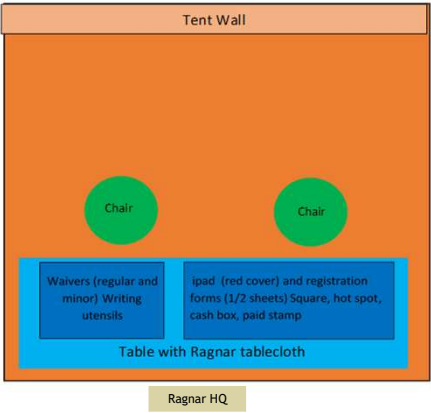 Tent Wall
Chair
Chair
Waivers (regular and
minor) Writing
utensils
ipad (red cover) and registration
forms (1/2 sheets) Square, hot spot,
cash box, paid stamp
Table with Ragnar tablecloth
Ragnar HQ